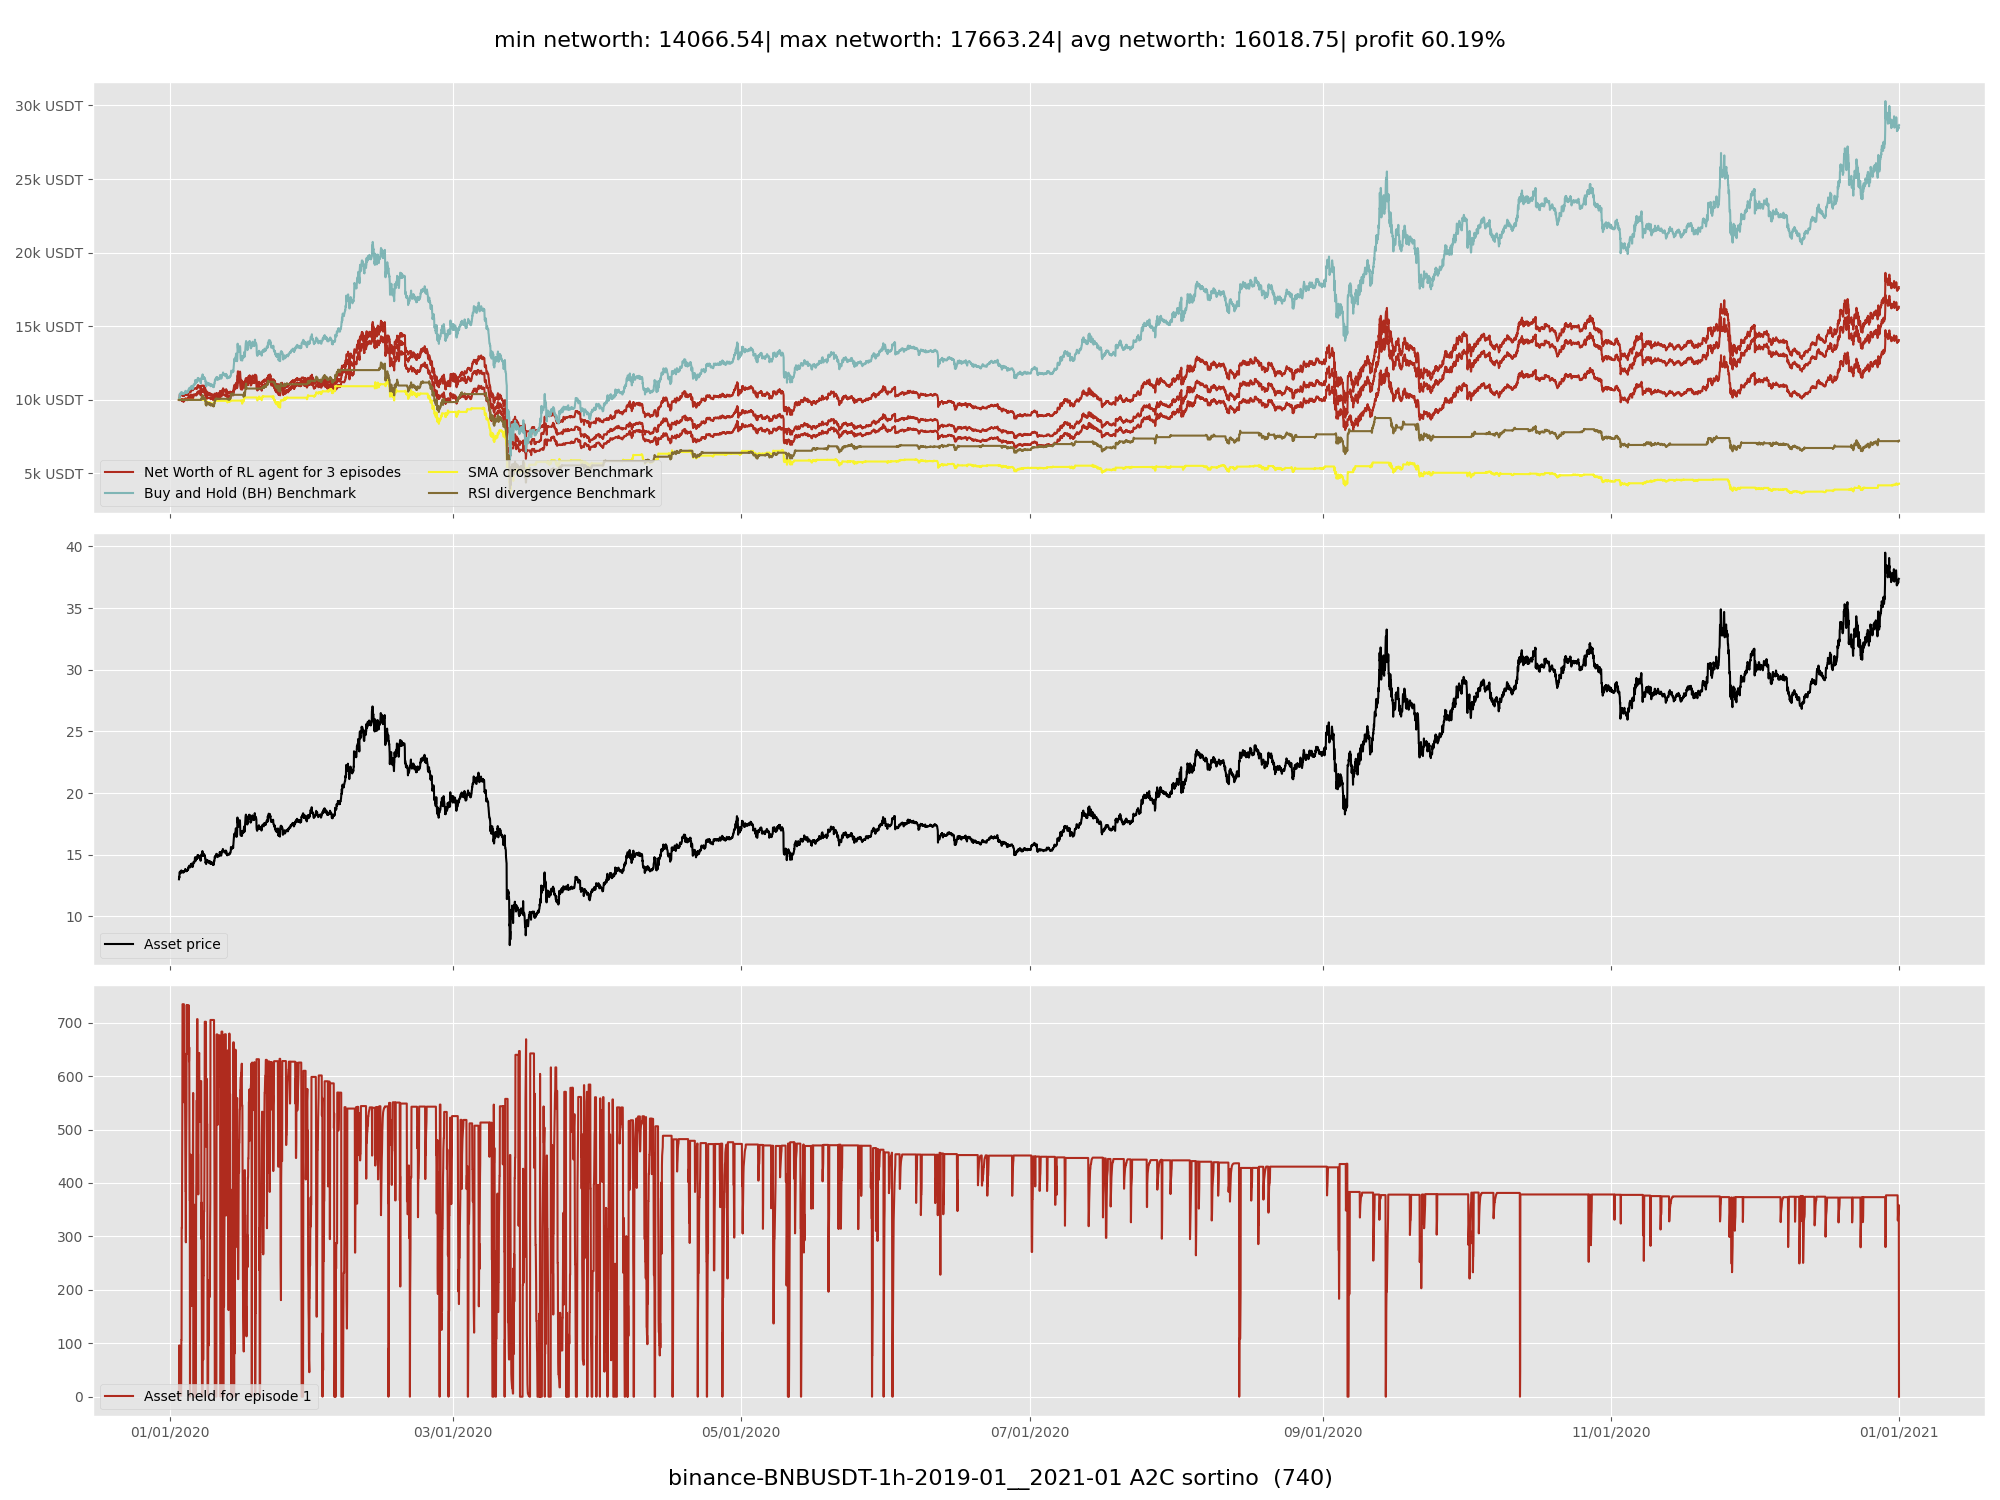 min networth: 14066.54| max networth: 17663.24| avg networth: 16018.75| profit 60.19%
30k USDT
25k USDT
20k USDT
15k USDT
10k USDT
5k USDT
Net Worth of RL agent for 3 episodes
Buy and Hold (BH) Benchmark
SMA crossover Benchmark
RSI divergence Benchmark
40
35
30
25
20
15
10
Asset price
700
600
500
400
300
200
100
0
Asset held for episode 1
01/01/2020 03/01/2020 05/01/2020 07/01/2020 09/01/2020 11/01/2020 01/01/2021
binance-BNBUSDT-1h-2019-01__2021-01 A2C sortino (740)